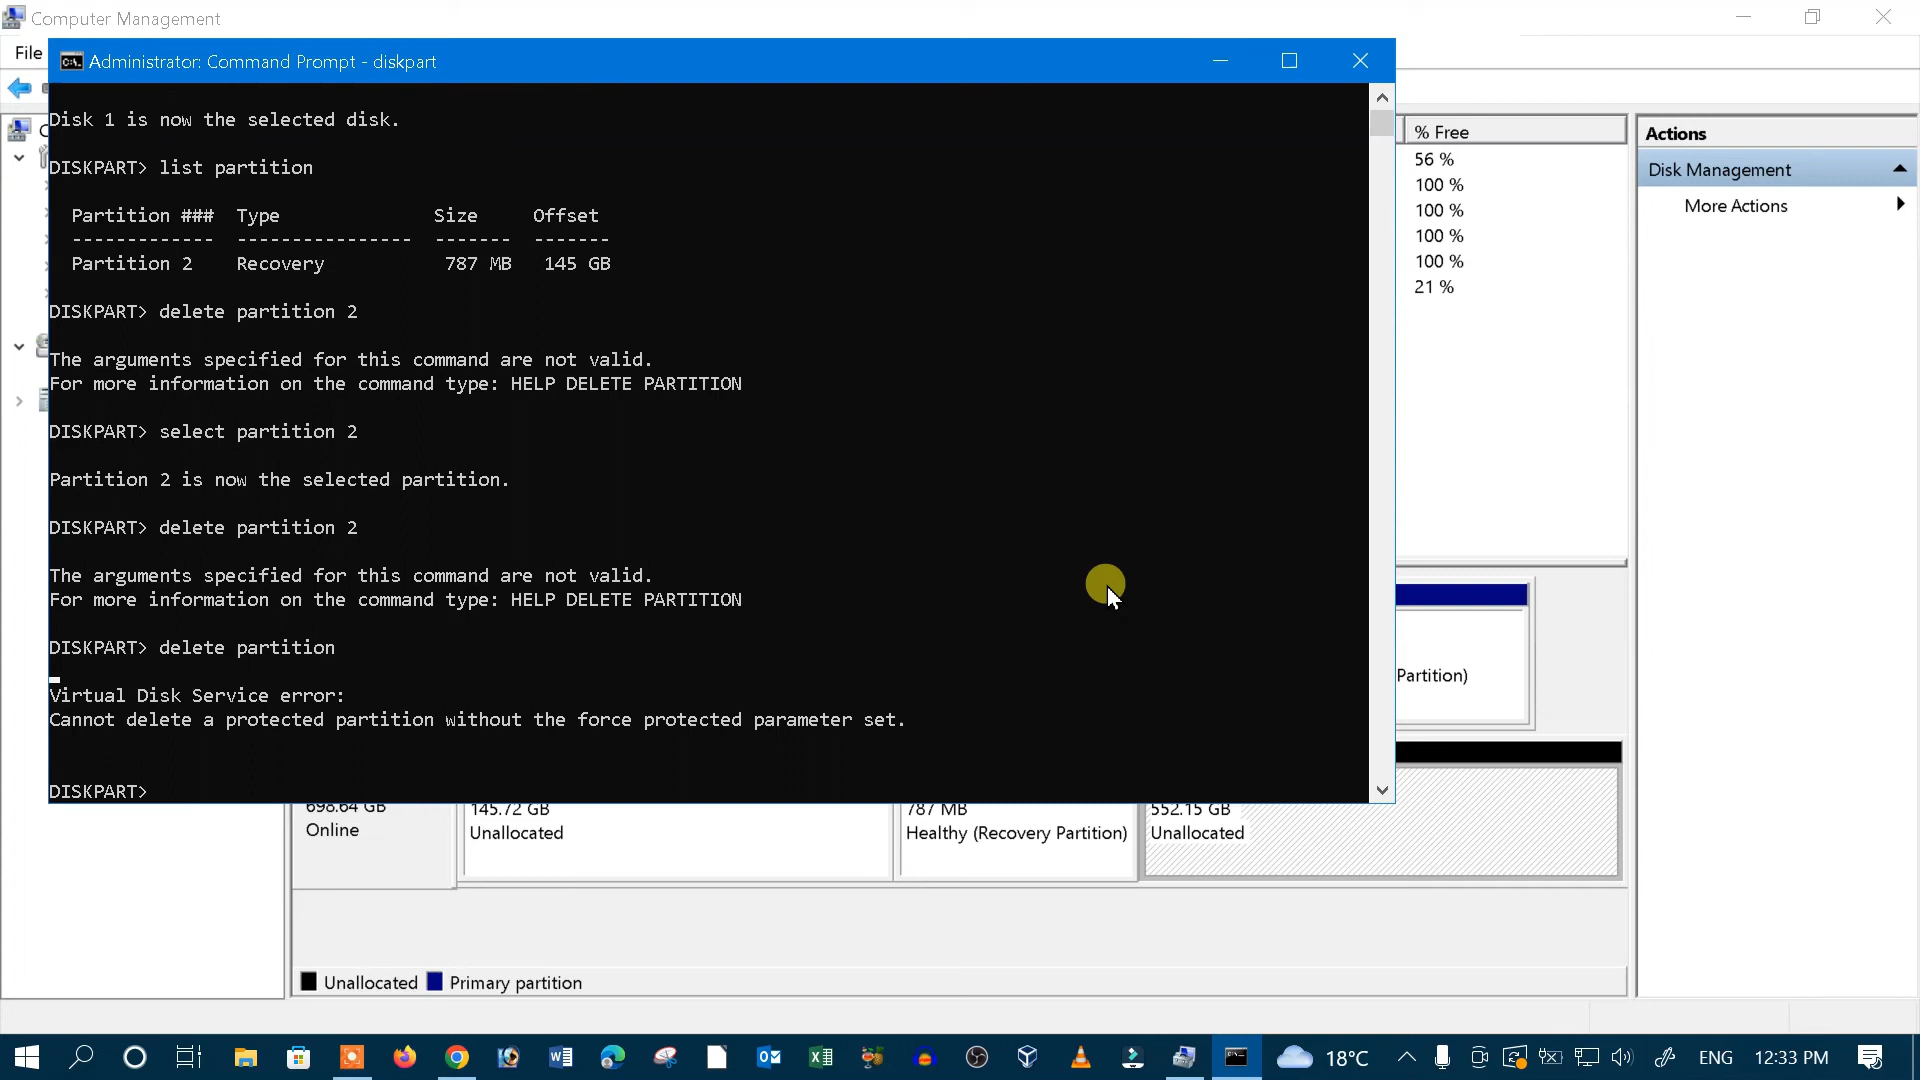 Computer Management
File
Administrator: Command Prompt - diskpart
Disk 1 is now the selected disk.
DISKPART> list partition
Partition ### Type Size Offset
------------- ---------------- ------- -------
Partition 2 Recovery 787 MB 145 GB
DISKPART> delete partition 2
The arguments specified for this command are not valid.
For more information on the command type: HELP DELETE PARTITION
DISKPART> select partition 2
Partition 2 is now the selected partition.
DISKPART> delete partition 2
The arguments specified for this command are not valid.
For more information on the command type: HELP DELETE PARTITION
DISKPART> delete partition
Virtual Disk Service error:
Cannot delete a protected partition without the force protected parameter set.
DISKPART>
% Free
56 %
100 %
100 %
100 %
100 %
21 %
Actions
Disk Management
More Actions
Partition)
698.64 GB
Online
145.72 GB
Unallocated
787 MB
Healthy (Recovery Partition)
552.15 GB
Unallocated
Unallocated
Primary partition
18°C
ENG
12:33 PM